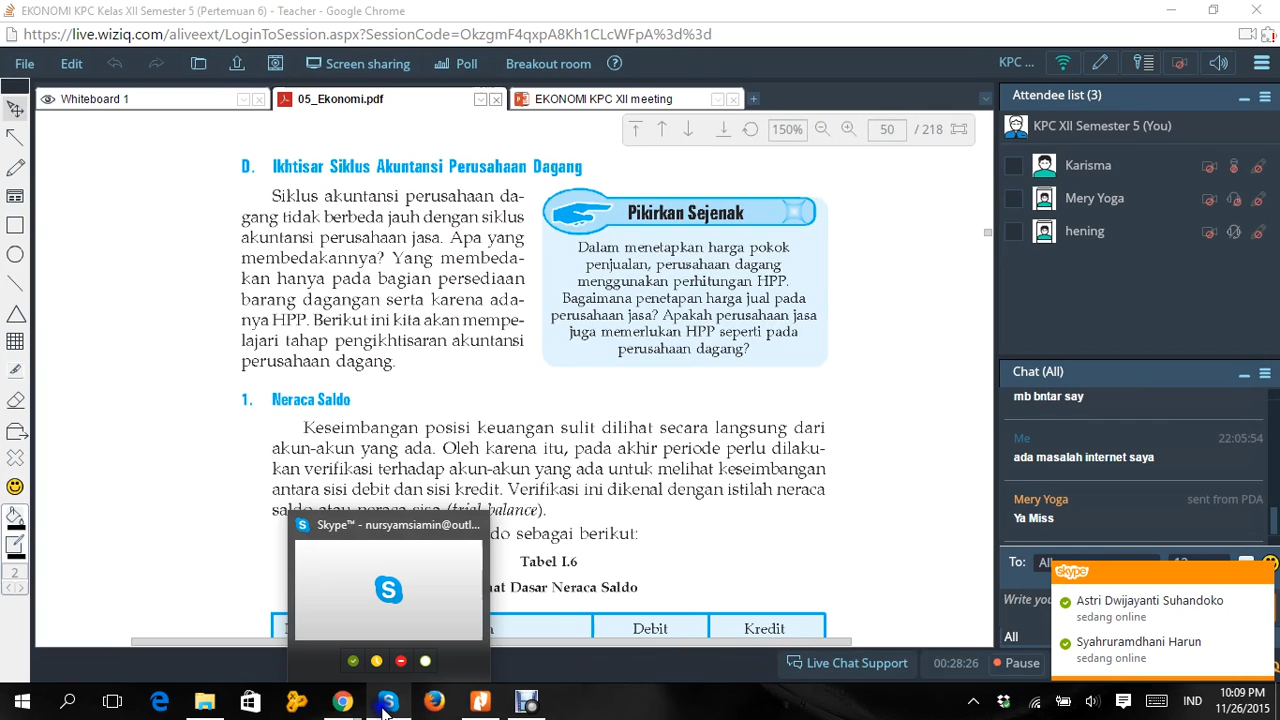 EKONOMI KPC Kelas XII Semester 5 (Pertemuan 6) - Teacher - Google Chrome
https://live.wiziq.com/aliveext/LoginToSession.aspx?SessionCode=OkzgmF4qxpA8Kh1CLcWFpA%3d%3d
File Edit Screen sharing Poll Breakout room KPC ...
Whiteboard 1 05_Ekonomi.pdf EKONOMI KPC XII meeting
150% 50 / 218
Attendee list (3)
KPC XII Semester 5 (You)
Karisma
Mery Yoga
hening
D. Ikhtisar Siklus Akuntansi Perusahaan Dagang
Siklus akuntansi perusahaan da-
gang tidak berbeda jauh dengan siklus
akuntansi perusahaan jasa. Apa yang
membedakannya? Yang membeda-
kan hanya pada bagian persediaan
barang dagangan serta karena ada-
nya HPP. Berikut ini kita akan mempe-
lajari tahap pengikhtisaran akuntansi
perusahaan dagang.
Pikirkan Sejenak
Dalam menetapkan harga pokok
penjualan, perusahaan dagang
menggunakan perhitungan HPP.
Bagaimana penetapan harga jual pada
perusahaan jasa? Apakah perusahaan jasa
juga memerlukan HPP seperti pada
perusahaan dagang?
1. Neraca Saldo
Keseimbangan posisi keuangan sulit dilihat secara langsung dari
akun-akun yang ada. Oleh karena itu, pada akhir periode perlu dilaku-
kan verifikasi terhadap akun-akun yang ada untuk melihat keseimbangan
antara sisi debit dan sisi kredit. Verifikasi ini dikenal dengan istilah neraca
saldo atau neraca sisa (trial balance).
do sebagai berikut:
Tabel I.6
mat Dasar Neraca Saldo
Debit Kredit
Skype™ - nursyamsiamin@outl...
Chat (All)
mb bntar say
Me 22:05:54
ada masalah internet saya
Mery Yoga sent from PDA
Ya Miss
To: All 12
Write you
All
skype
Astri Dwijayanti Suhandoko
sedang online
Syahruramdhani Harun
sedang online
2
Live Chat Support 00:28:26 Pause
IND
10:09 PM
11/26/2015